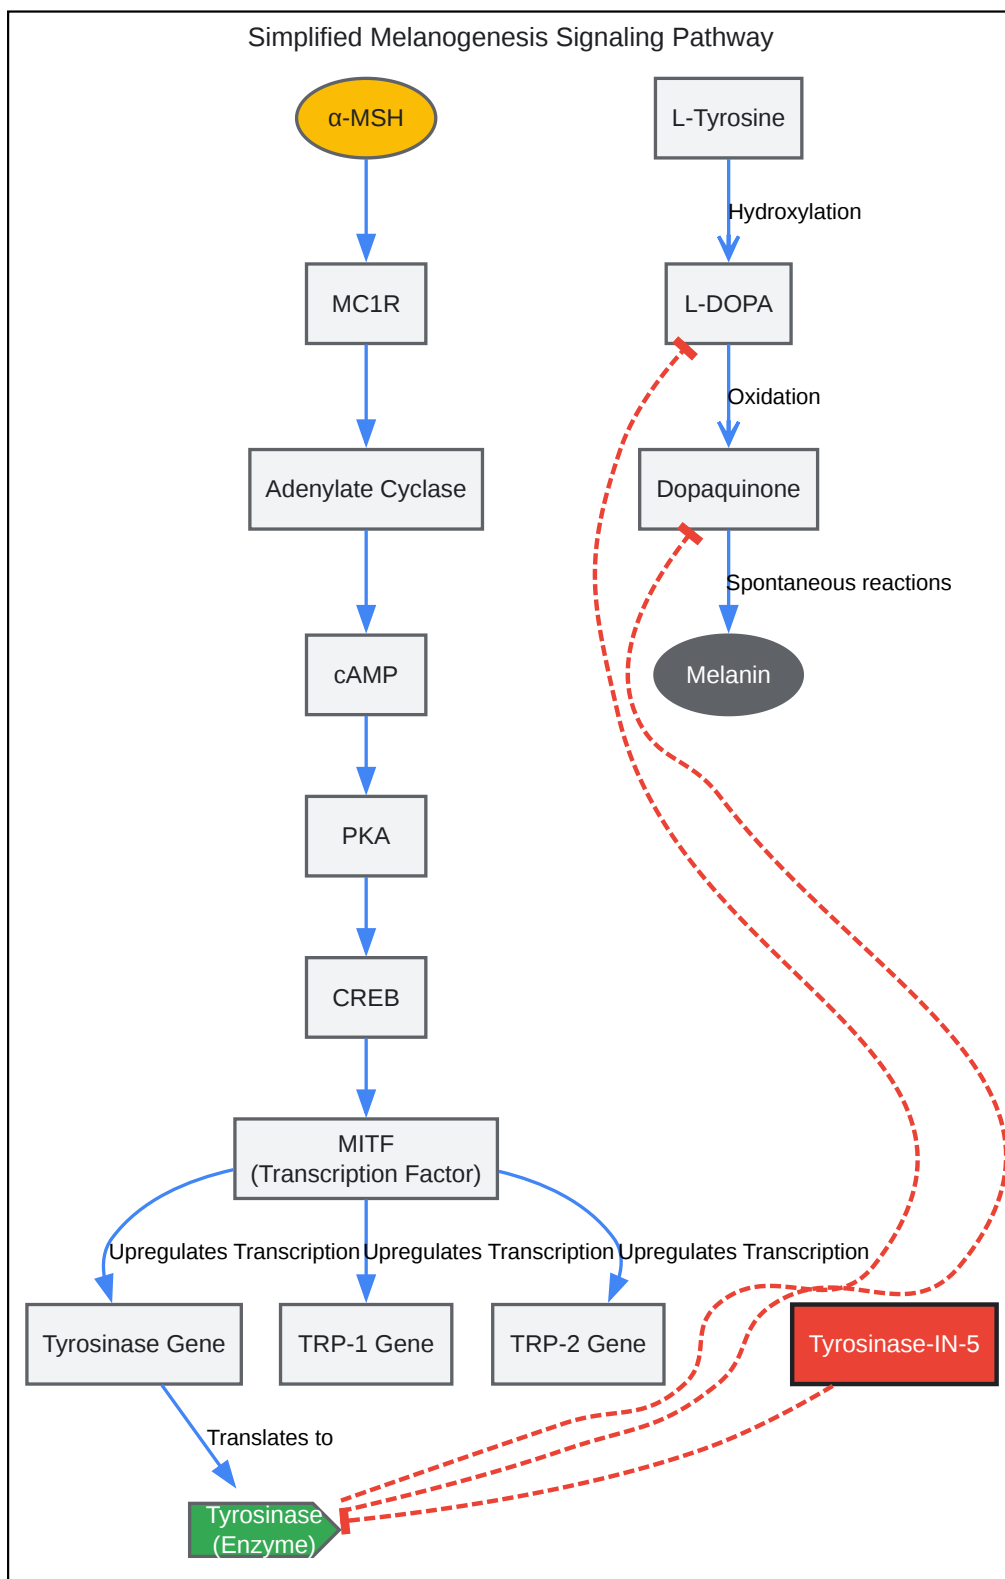 Simplified Melanogenesis Signaling Pathway
α-MSH
L-Tyrosine
Hydroxylation
MC1R
L-DOPA
Oxidation
Adenylate Cyclase
Dopaquinone
Spontaneous reactions
cAMP
Melanin
PKA
CREB
MITF
(Transcription Factor)
Upregulates Transcription
Upregulates Transcription
Upregulates Transcription
Tyrosinase Gene
TRP-1 Gene
TRP-2 Gene
Tyrosinase-IN-5
Translates to
Tyrosinase
(Enzyme)